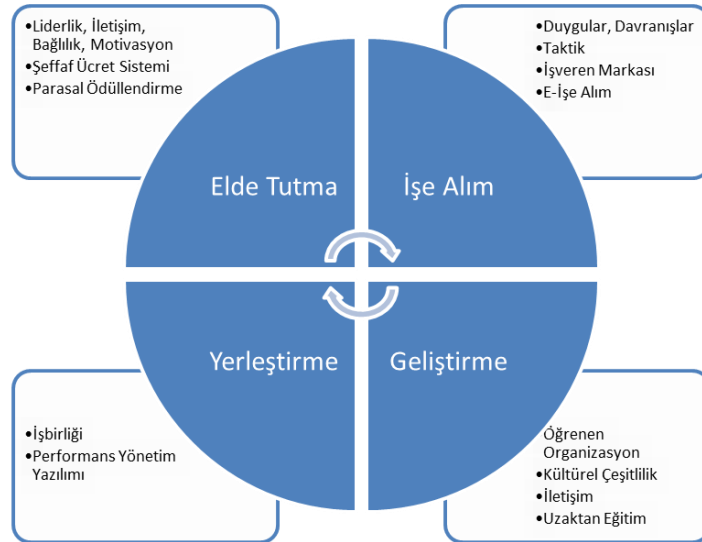 •Liderlik, İletişim,
Bağlılık, Motivasyon
•Şeffaf Ücret Sistemi
•Parasal Ödüllendirme
•Duygular, Davranışlar
•Taktik
•İşveren Markası
•E-İşe Alım
Elde Tutma
İşe Alım
Yerleştirme
Geliştirme
•İşbirliği
•Performans Yönetim
Yazılımı
Öğrenen
Organizasyon
•Kültürel Çeşitlilik
•İletişim
•Uzaktan Eğitim